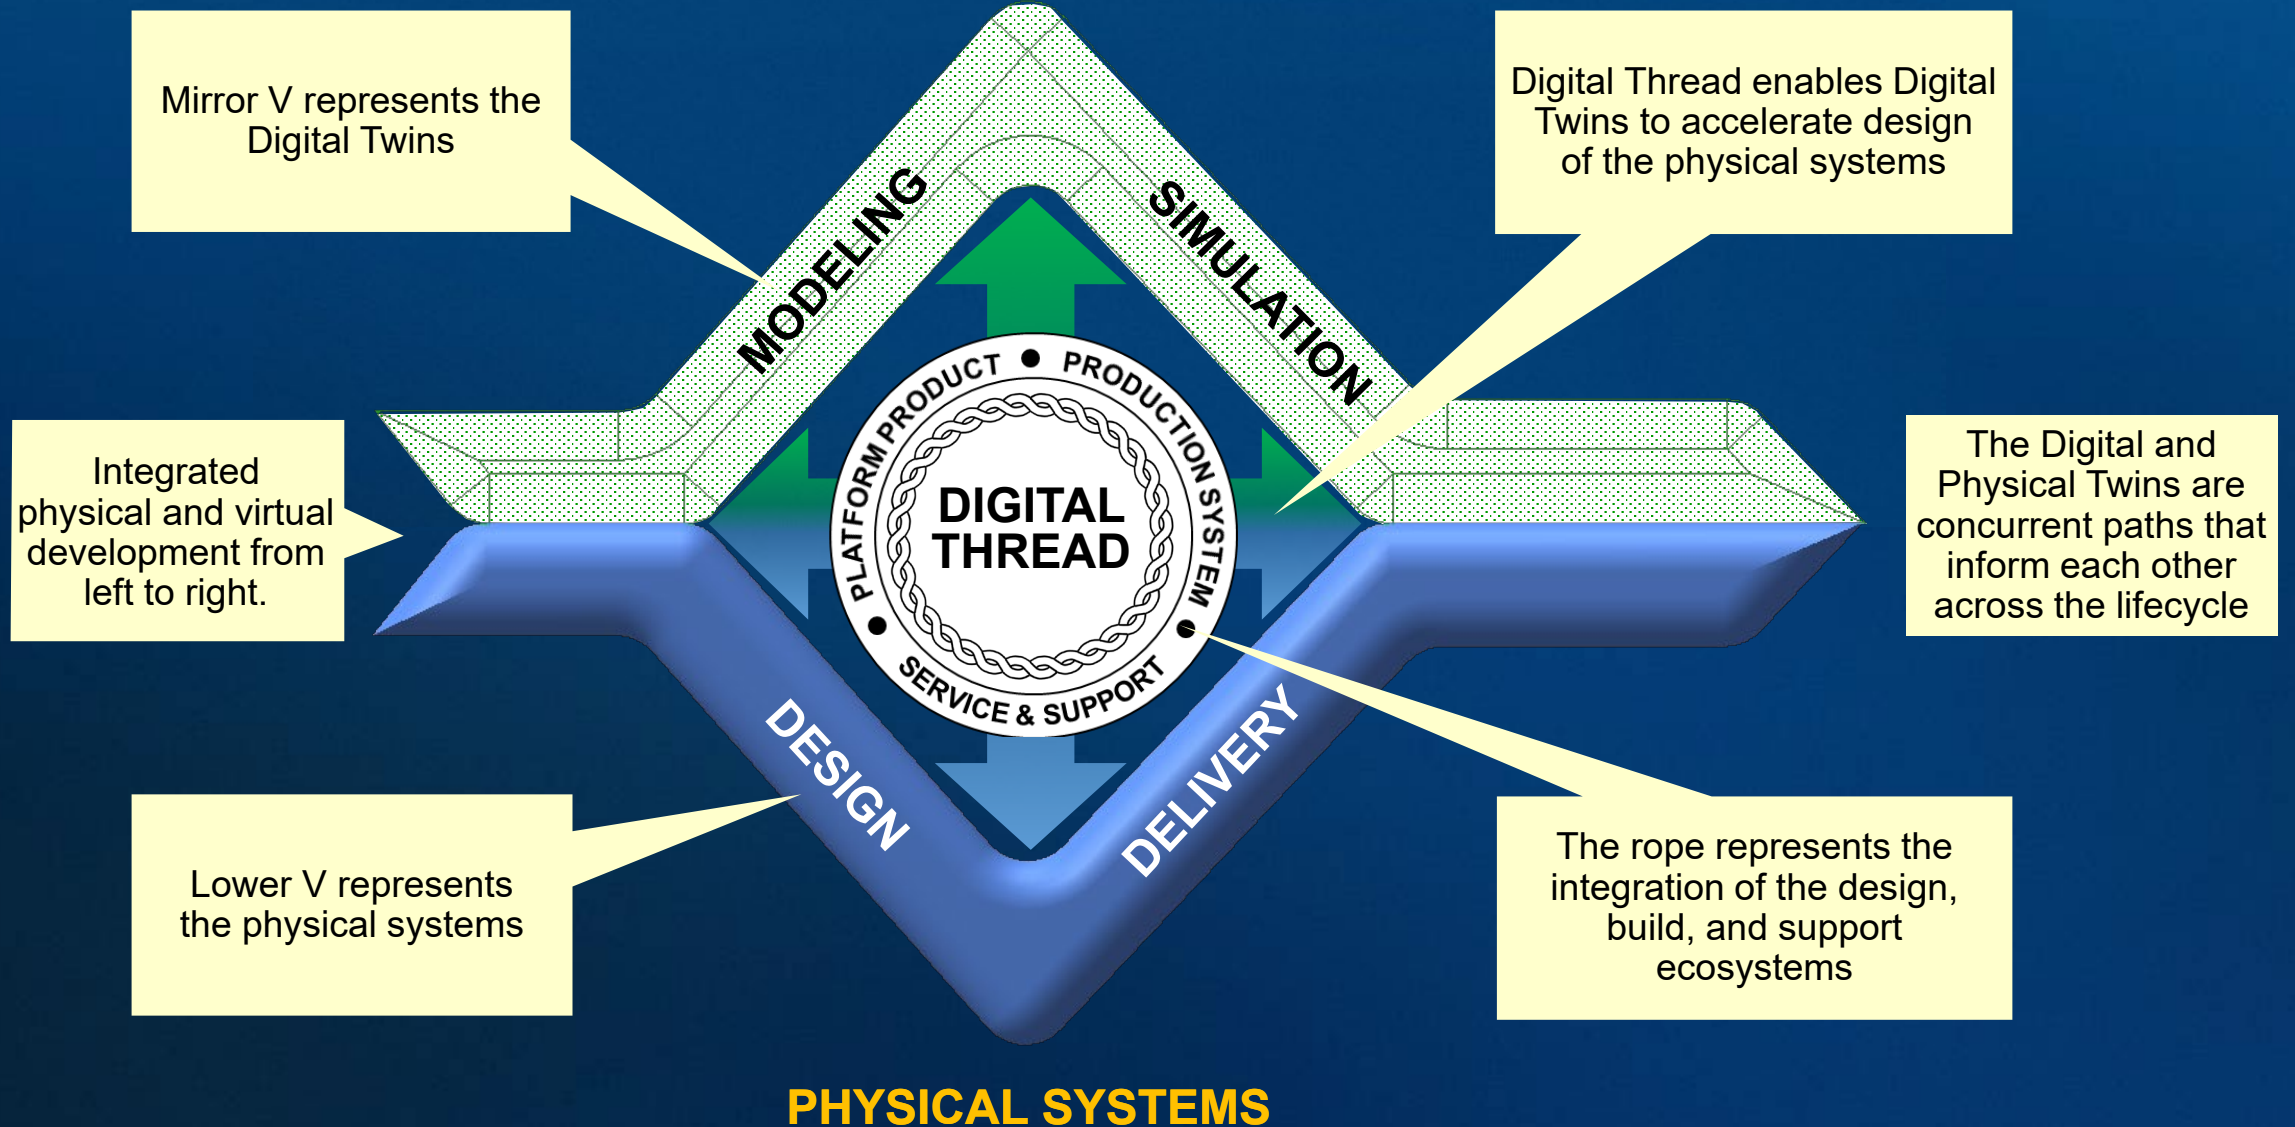 Mirror V represents the
Digital Twins
Digital Thread enables Digital
Twins to accelerate design
of the physical systems
MODELING
SIMULATION
Integrated
physical and virtual
development from
left to right.
PLATFORM PRODUCT
PRODUCTION SYSTEM
SERVICE & SUPPORT
DIGITAL
THREAD
The Digital and
Physical Twins are
concurrent paths that
inform each other
across the lifecycle
DESIGN
DELIVERY
Lower V represents
the physical systems
The rope represents the
integration of the design,
build, and support
ecosystems
PHYSICAL SYSTEMS